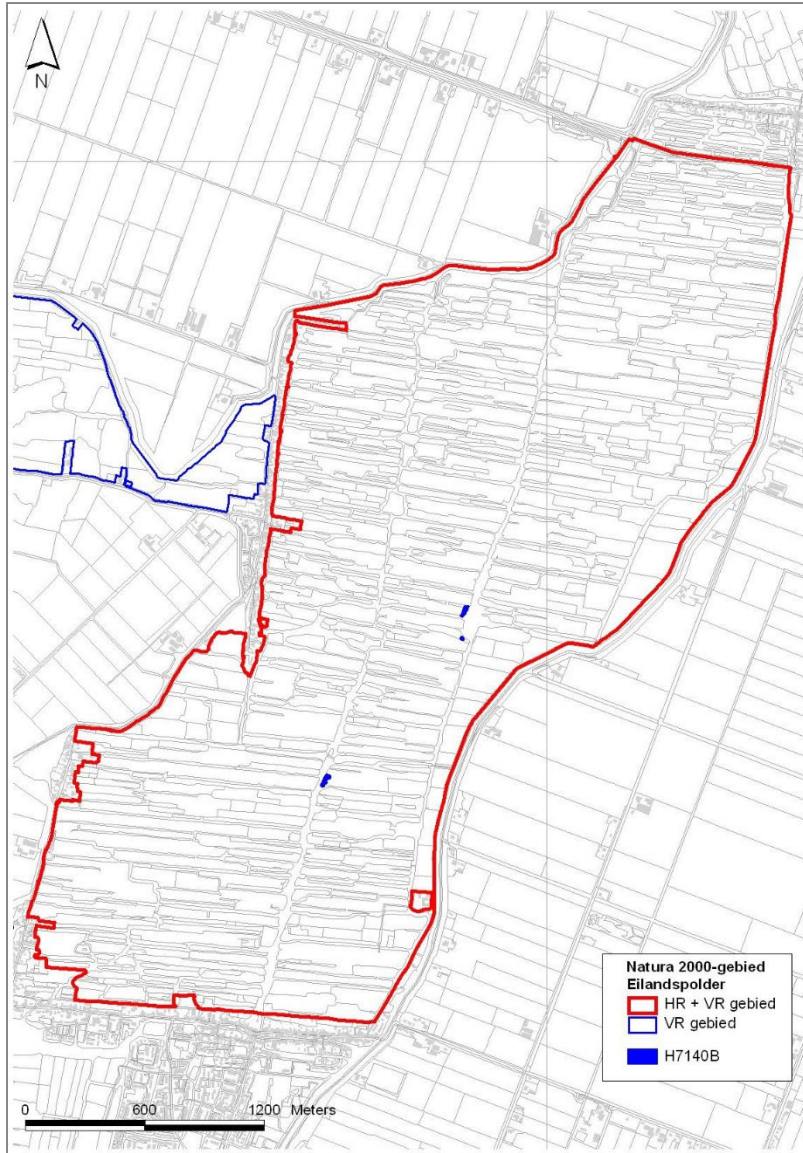 N
Natura 2000-gebied
Eilandspolder
HR + VR gebied
VR gebied
H7140B
0 600 1200 Meters